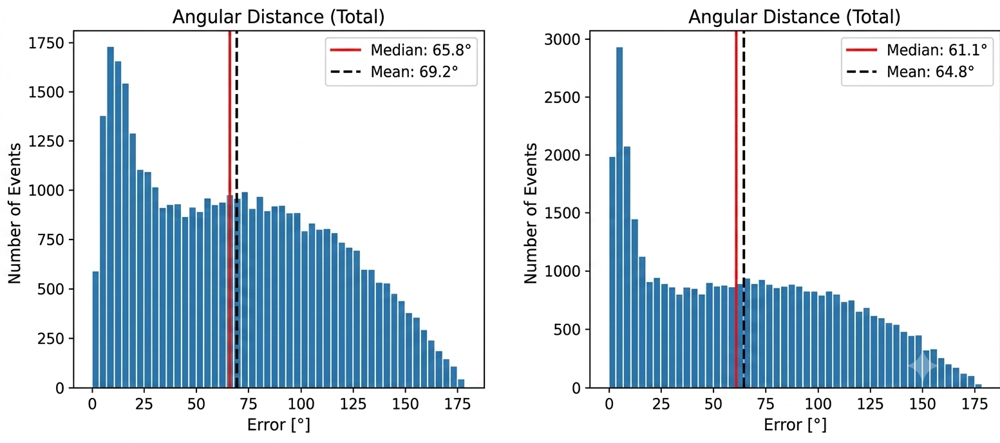 Angular Distance (Total)
Number of Events
1750
1500
1250
1000
750
500
250
0
0 25 50 75 100 125 150 175
Error [°]
Median: 65.8°
Mean: 69.2°
Angular Distance (Total)
Number of Events
3000
2500
2000
1500
1000
500
0
0 25 50 75 100 125 150 175
Error [°]
Median: 61.1°
Mean: 64.8°